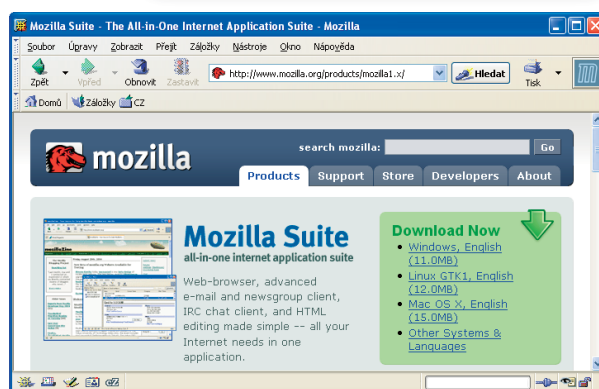 Mozilla Suite - The All-in-One Internet Application Suite - Mozilla
Soubor Úpravy Zobrazit Přejít Záložky Nástroje Okno Nápověda
Zpět Vpřed Obnovit Zastavit http://www.mozilla.org/products/mozilla1.x/ Hledat Tisk
Domů Záložky CZ
search mozilla: Go
mozilla
Products Support Store Developers About
Mozilla Suite
all-in-one internet application suite
Web-browser, advanced
e-mail and newsgroup client,
IRC chat client, and HTML
editing made simple -- all your
Internet needs in one
application.
Download Now
Windows, English
(11.0MB)
Linux GTK1, English
(12.0MB)
Mac OS X, English
(15.0MB)
Other Systems &
Languages